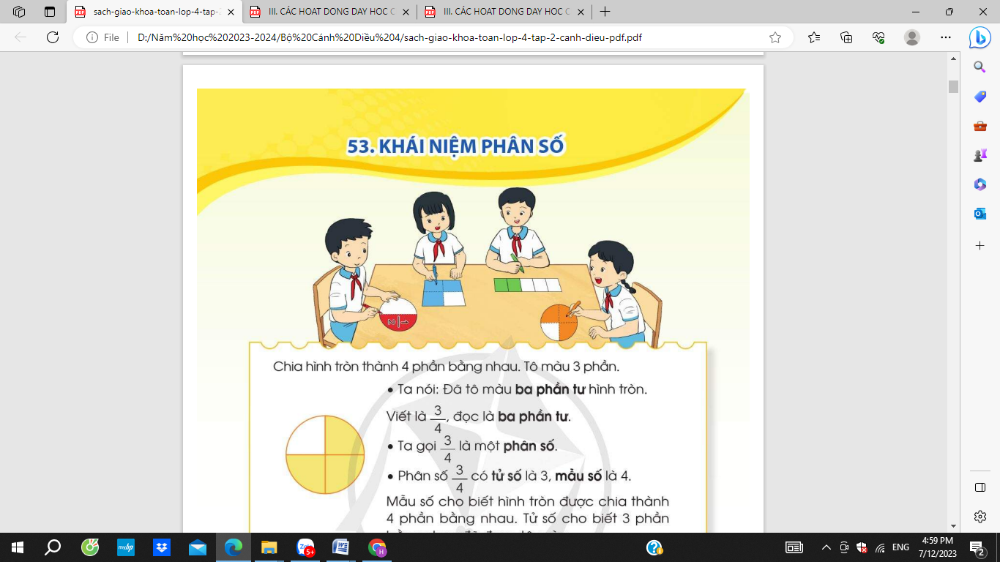 sach-giao-khoa-toan-lop-4-tap-2
III. CÁC HOAT DONG DAY HOC C
III. CÁC HOAT DONG DAY HOC C
File
D:/Năm%20học%202023-2024/Bộ%20Cánh%20Diều%204/sach-giao-khoa-toan-lop-4-tap-2-canh-dieu-pdf.pdf
53. KHÁI NIỆM PHÂN SỐ
1/2
Chia hình tròn thành 4 phần bằng nhau. Tô màu 3 phần.
• Ta nói: Đã tô màu ba phần tư hình tròn.
Viết là 3/4, đọc là ba phần tư.
• Ta gọi 3/4 là một phân số.
• Phân số 3/4 có tử số là 3, mẫu số là 4.
Mẫu số cho biết hình tròn được chia thành
4 phần bằng nhau. Tử số cho biết 3 phần
ENG
4:59 PM
7/12/2023
2
5+